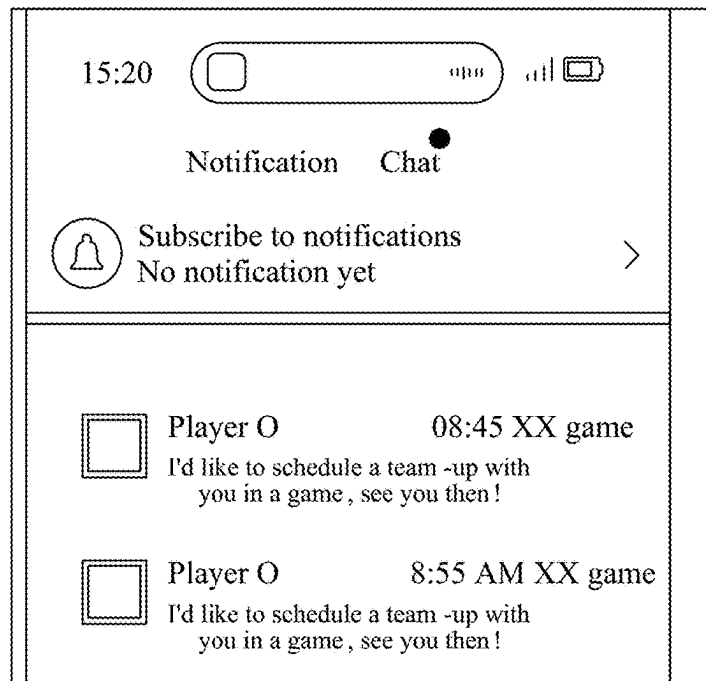 15:20
Notification Chat
Subscribe to notifications
No notification yet
Player O 08:45 XX game
I'd like to schedule a team -up with
you in a game , see you then !
Player O 8:55 AM XX game
I'd like to schedule a team -up with
you in a game , see you then !